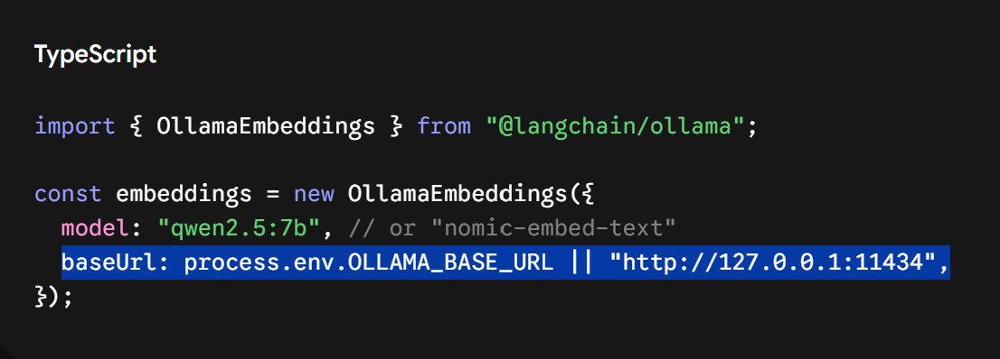 TypeScript
import { OllamaEmbeddings } from "@langchain/ollama";
const embeddings = new OllamaEmbeddings({
  model: "qwen2.5:7b", // or "nomic-embed-text"
  baseUrl: process.env.OLLAMA_BASE_URL || "http://127.0.0.1:11434",
});